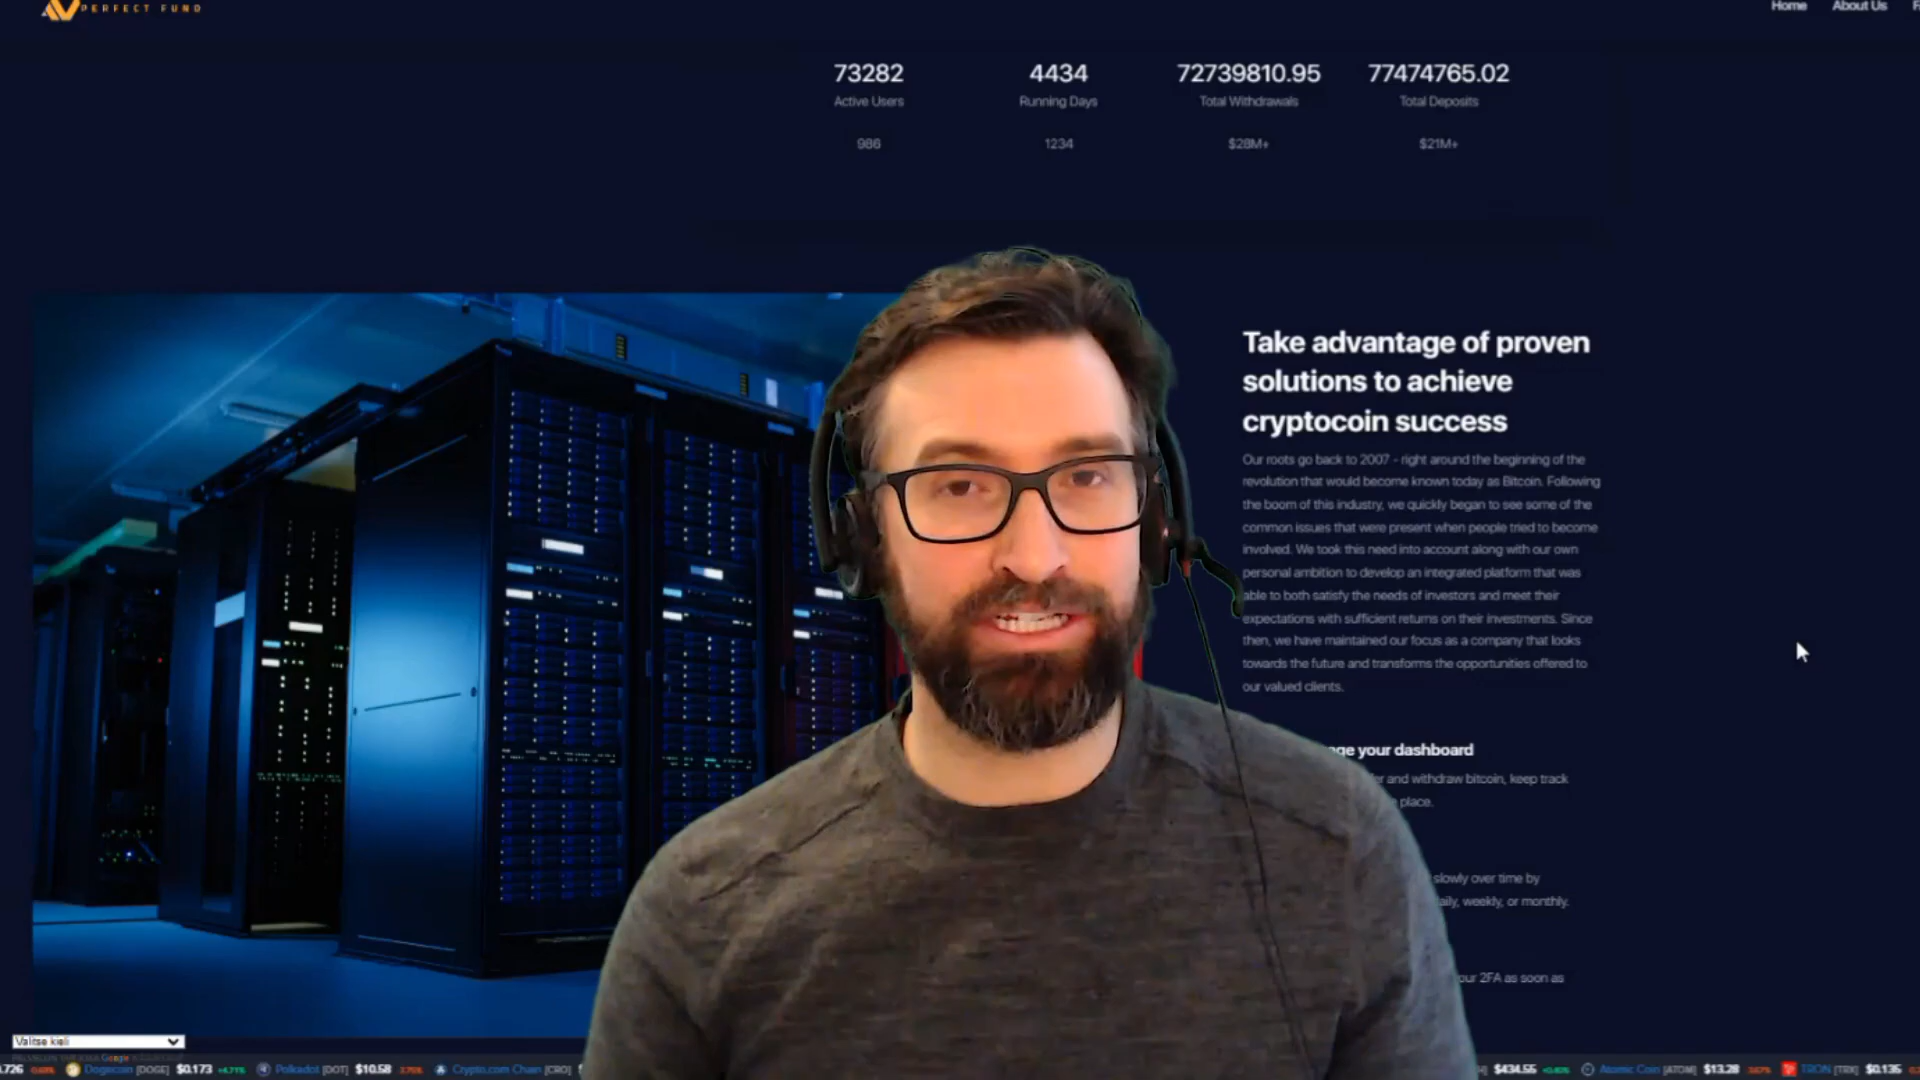 PERFECT FUND
Home About Us
73282 4434 72739810.95 77474765.02
Active Users Running Days Total Withdrawals Total Deposits
986 1234 $28M+ $21M+
Take advantage of proven
solutions to achieve
cryptocoin success
Our roots go back to 2007 - right around the beginning of the
revolution that would become known today as Bitcoin. Following
the boom of this industry, we quickly began to see some of the
common issues that were present when people tried to become
involved. We took this need into account along with our own
personal ambition to develop an integrated platform that was
able to both satisfy the needs of investors and meet their
expectations with sufficient returns on their investments. Since
then, we have maintained our focus as a company that looks
towards the future and transforms the opportunities offered to
our valued clients.
your dashboard
and withdraw bitcoin, keep track
place.
slowly over time by
weekly, or monthly.
2FA as soon as
Valitse kieli
Google
Dogecoin [DOGE] $0.173 Polkadot [DOT] $10.58 Crypto.com Chain [CRO] $434.55 Atomic Coin [ATOM] $13.28 TRON [TRX] $0.135